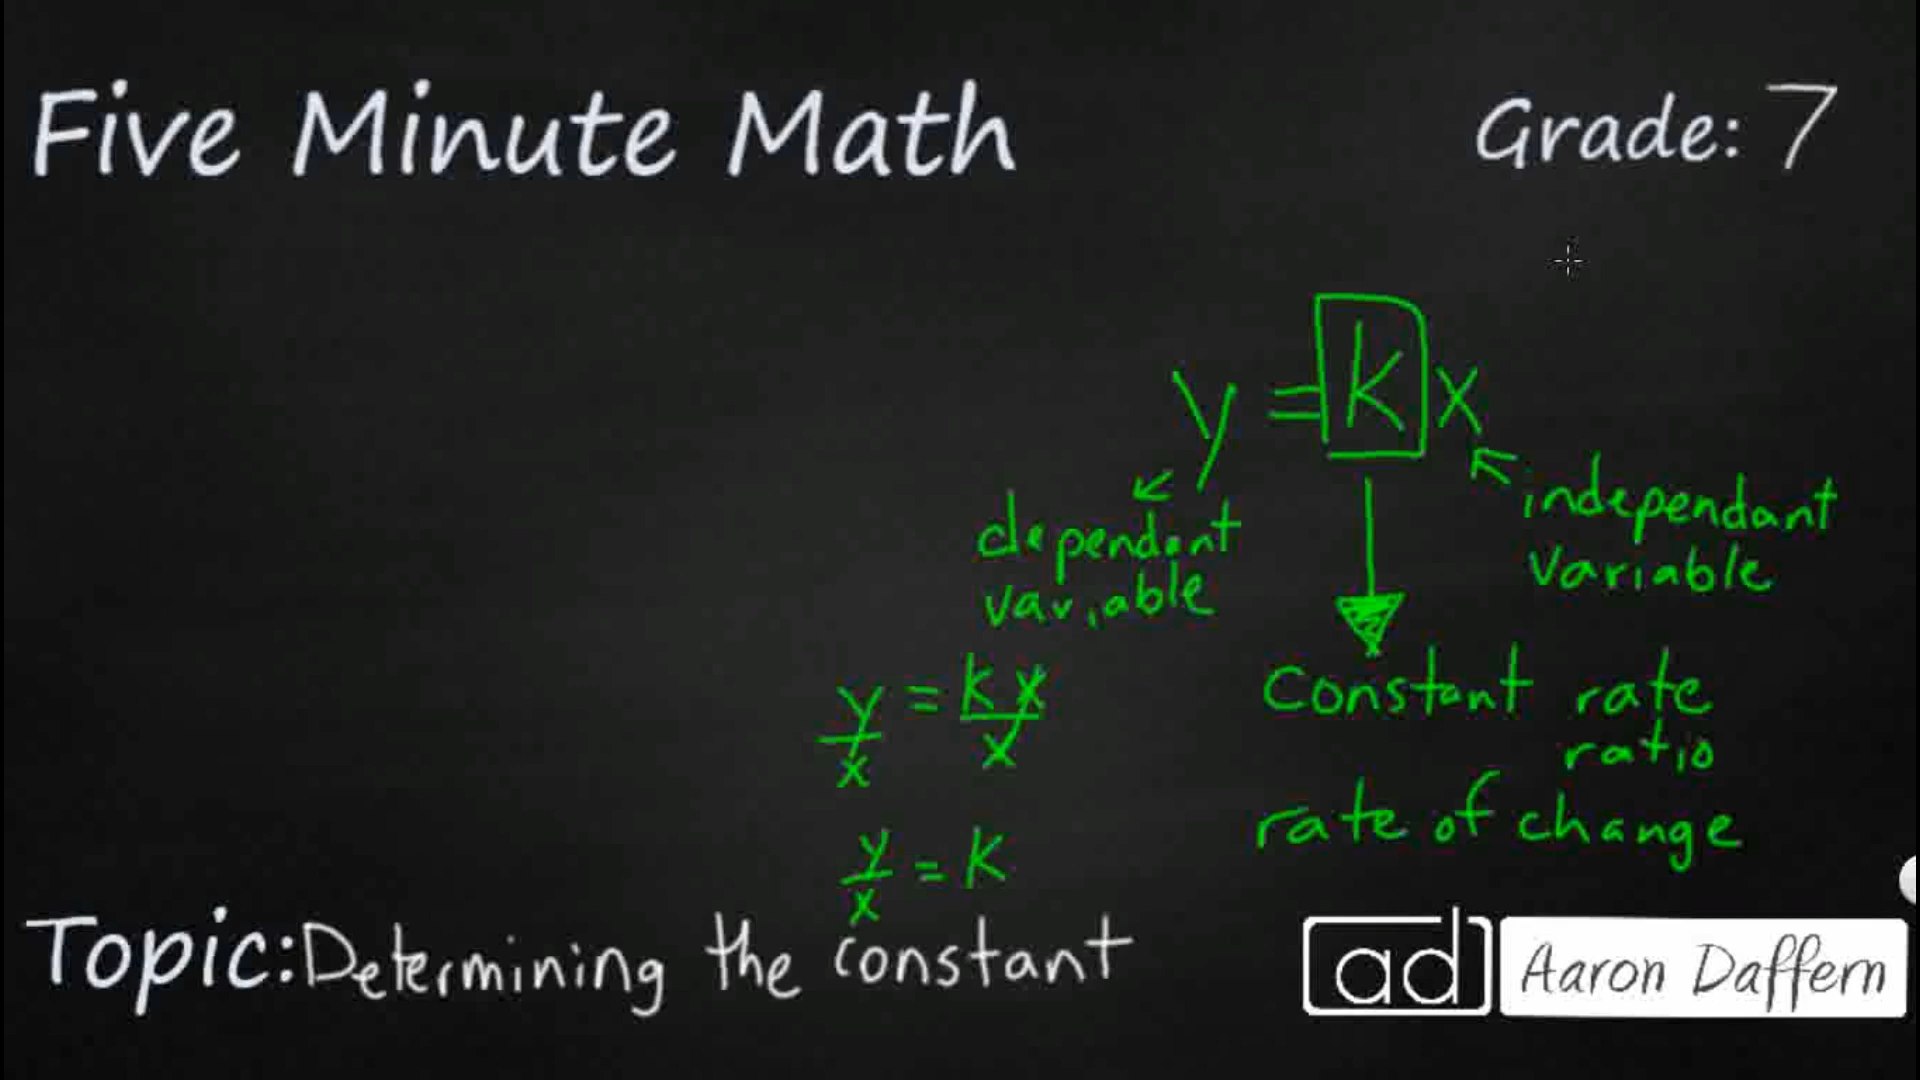 Five Minute Math
Grade: 7
y = k x
dependent
variable
independant
variable
y/x = kx/x
Constant rate
ratio
rate of change
y/x = k
Topic: Determining the constant
ad Aaron Daffern